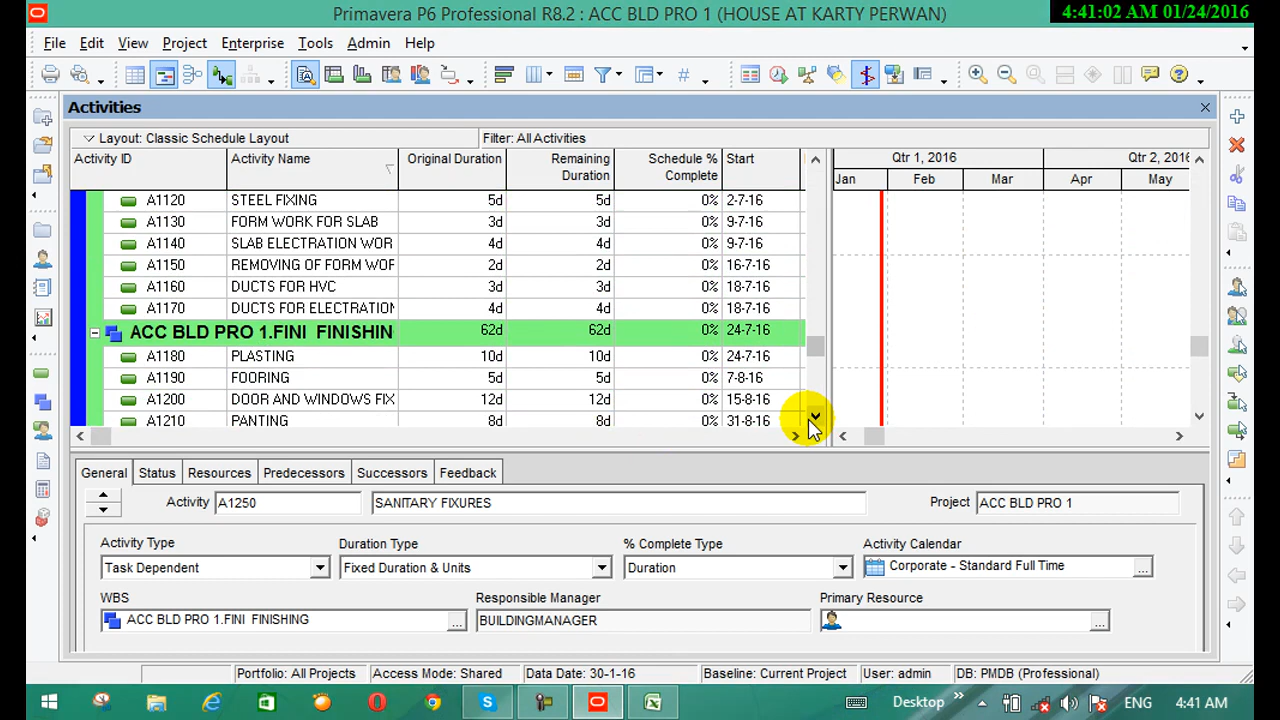 Primavera P6 Professional R8.2 : ACC BLD PRO 1 (HOUSE AT KARTY PERWAN)
4:41:02 AM 01/24/2016
File Edit View Project Enterprise Tools Admin Help
Activities
Layout: Classic Schedule Layout Filter: All Activities
Activity ID Activity Name Original Duration Remaining Duration Schedule % Complete Start
Qtr 1, 2016 Qtr 2, 2016
Jan Feb Mar Apr May
A1120 STEEL FIXING 5d 5d 0% 2-7-16
A1130 FORM WORK FOR SLAB 3d 3d 0% 9-7-16
A1140 SLAB ELECTRATION WOR 4d 4d 0% 9-7-16
A1150 REMOVING OF FORM WOF 2d 2d 0% 16-7-16
A1160 DUCTS FOR HVC 3d 3d 0% 18-7-16
A1170 DUCTS FOR ELECTRATION 4d 4d 0% 18-7-16
ACC BLD PRO 1.FINI FINISHIN 62d 62d 0% 24-7-16
A1180 PLASTING 10d 10d 0% 24-7-16
A1190 FOORING 5d 5d 0% 7-8-16
A1200 DOOR AND WINDOWS FIX 12d 12d 0% 15-8-16
A1210 PANTING 8d 8d 0% 31-8-16
General Status Resources Predecessors Successors Feedback
Activity A1250 SANITARY FIXURES Project ACC BLD PRO 1
Activity Type Duration Type % Complete Type Activity Calendar
Task Dependent Fixed Duration & Units Duration Corporate - Standard Full Time
WBS Responsible Manager Primary Resource
ACC BLD PRO 1.FINI FINISHING BUILDINGMANAGER
Portfolio: All Projects Access Mode: Shared Data Date: 30-1-16 Baseline: Current Project User: admin DB: PMDB (Professional)
Desktop ENG 4:41 AM